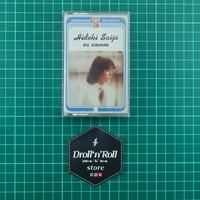 Hideki Saijo
BIG SUNSHINE
Droll'n'Roll
store